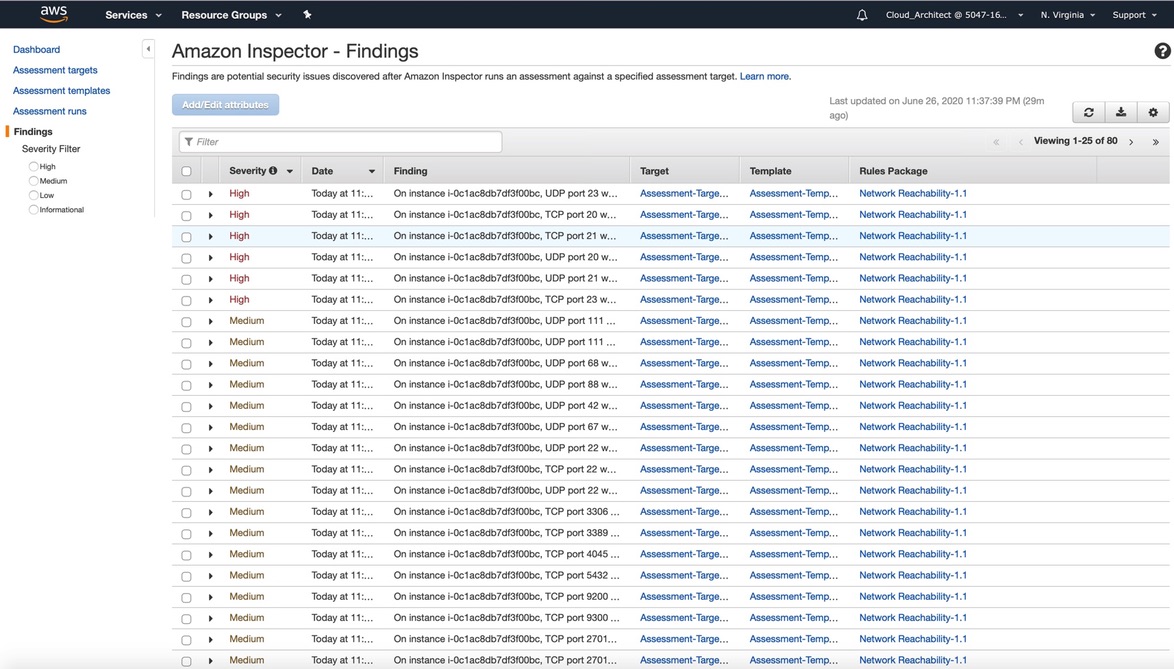 aws Services Resource Groups Cloud_Architect @ 5047-16... N. Virginia Support
Dashboard
Assessment targets
Assessment templates
Assessment runs
Findings
Severity Filter
High
Medium
Low
Informational
Amazon Inspector - Findings
Findings are potential security issues discovered after Amazon Inspector runs an assessment against a specified assessment target. Learn more.
Add/Edit attributes
Last updated on June 26, 2020 11:37:39 PM (29m
ago)
Filter
Viewing 1-25 of 80
Severity Date Finding Target Template Rules Package
High Today at 11:... On instance i-0c1ac8db7df3f00bc, UDP port 23 w... Assessment-Targe... Assessment-Temp... Network Reachability-1.1
High Today at 11:... On instance i-0c1ac8db7df3f00bc, TCP port 20 w... Assessment-Targe... Assessment-Temp... Network Reachability-1.1
High Today at 11:... On instance i-0c1ac8db7df3f00bc, TCP port 21 w... Assessment-Targe... Assessment-Temp... Network Reachability-1.1
High Today at 11:... On instance i-0c1ac8db7df3f00bc, UDP port 20 w... Assessment-Targe... Assessment-Temp... Network Reachability-1.1
High Today at 11:... On instance i-0c1ac8db7df3f00bc, UDP port 21 w... Assessment-Targe... Assessment-Temp... Network Reachability-1.1
High Today at 11:... On instance i-0c1ac8db7df3f00bc, TCP port 23 w... Assessment-Targe... Assessment-Temp... Network Reachability-1.1
Medium Today at 11:... On instance i-0c1ac8db7df3f00bc, UDP port 111 ... Assessment-Targe... Assessment-Temp... Network Reachability-1.1
Medium Today at 11:... On instance i-0c1ac8db7df3f00bc, UDP port 111 ... Assessment-Targe... Assessment-Temp... Network Reachability-1.1
Medium Today at 11:... On instance i-0c1ac8db7df3f00bc, UDP port 68 w... Assessment-Targe... Assessment-Temp... Network Reachability-1.1
Medium Today at 11:... On instance i-0c1ac8db7df3f00bc, UDP port 88 w... Assessment-Targe... Assessment-Temp... Network Reachability-1.1
Medium Today at 11:... On instance i-0c1ac8db7df3f00bc, UDP port 42 w... Assessment-Targe... Assessment-Temp... Network Reachability-1.1
Medium Today at 11:... On instance i-0c1ac8db7df3f00bc, UDP port 67 w... Assessment-Targe... Assessment-Temp... Network Reachability-1.1
Medium Today at 11:... On instance i-0c1ac8db7df3f00bc, UDP port 22 w... Assessment-Targe... Assessment-Temp... Network Reachability-1.1
Medium Today at 11:... On instance i-0c1ac8db7df3f00bc, TCP port 22 w... Assessment-Targe... Assessment-Temp... Network Reachability-1.1
Medium Today at 11:... On instance i-0c1ac8db7df3f00bc, UDP port 22 w... Assessment-Targe... Assessment-Temp... Network Reachability-1.1
Medium Today at 11:... On instance i-0c1ac8db7df3f00bc, TCP port 3306 ... Assessment-Targe... Assessment-Temp... Network Reachability-1.1
Medium Today at 11:... On instance i-0c1ac8db7df3f00bc, TCP port 3389 ... Assessment-Targe... Assessment-Temp... Network Reachability-1.1
Medium Today at 11:... On instance i-0c1ac8db7df3f00bc, TCP port 4045 ... Assessment-Targe... Assessment-Temp... Network Reachability-1.1
Medium Today at 11:... On instance i-0c1ac8db7df3f00bc, TCP port 5432 ... Assessment-Targe... Assessment-Temp... Network Reachability-1.1
Medium Today at 11:... On instance i-0c1ac8db7df3f00bc, TCP port 9200 ... Assessment-Targe... Assessment-Temp... Network Reachability-1.1
Medium Today at 11:... On instance i-0c1ac8db7df3f00bc, TCP port 9300 ... Assessment-Targe... Assessment-Temp... Network Reachability-1.1
Medium Today at 11:... On instance i-0c1ac8db7df3f00bc, TCP port 2701... Assessment-Targe... Assessment-Temp... Network Reachability-1.1
Medium Today at 11:... On instance i-0c1ac8db7df3f00bc, TCP port 2701... Assessment-Targe... Assessment-Temp... Network Reachability-1.1